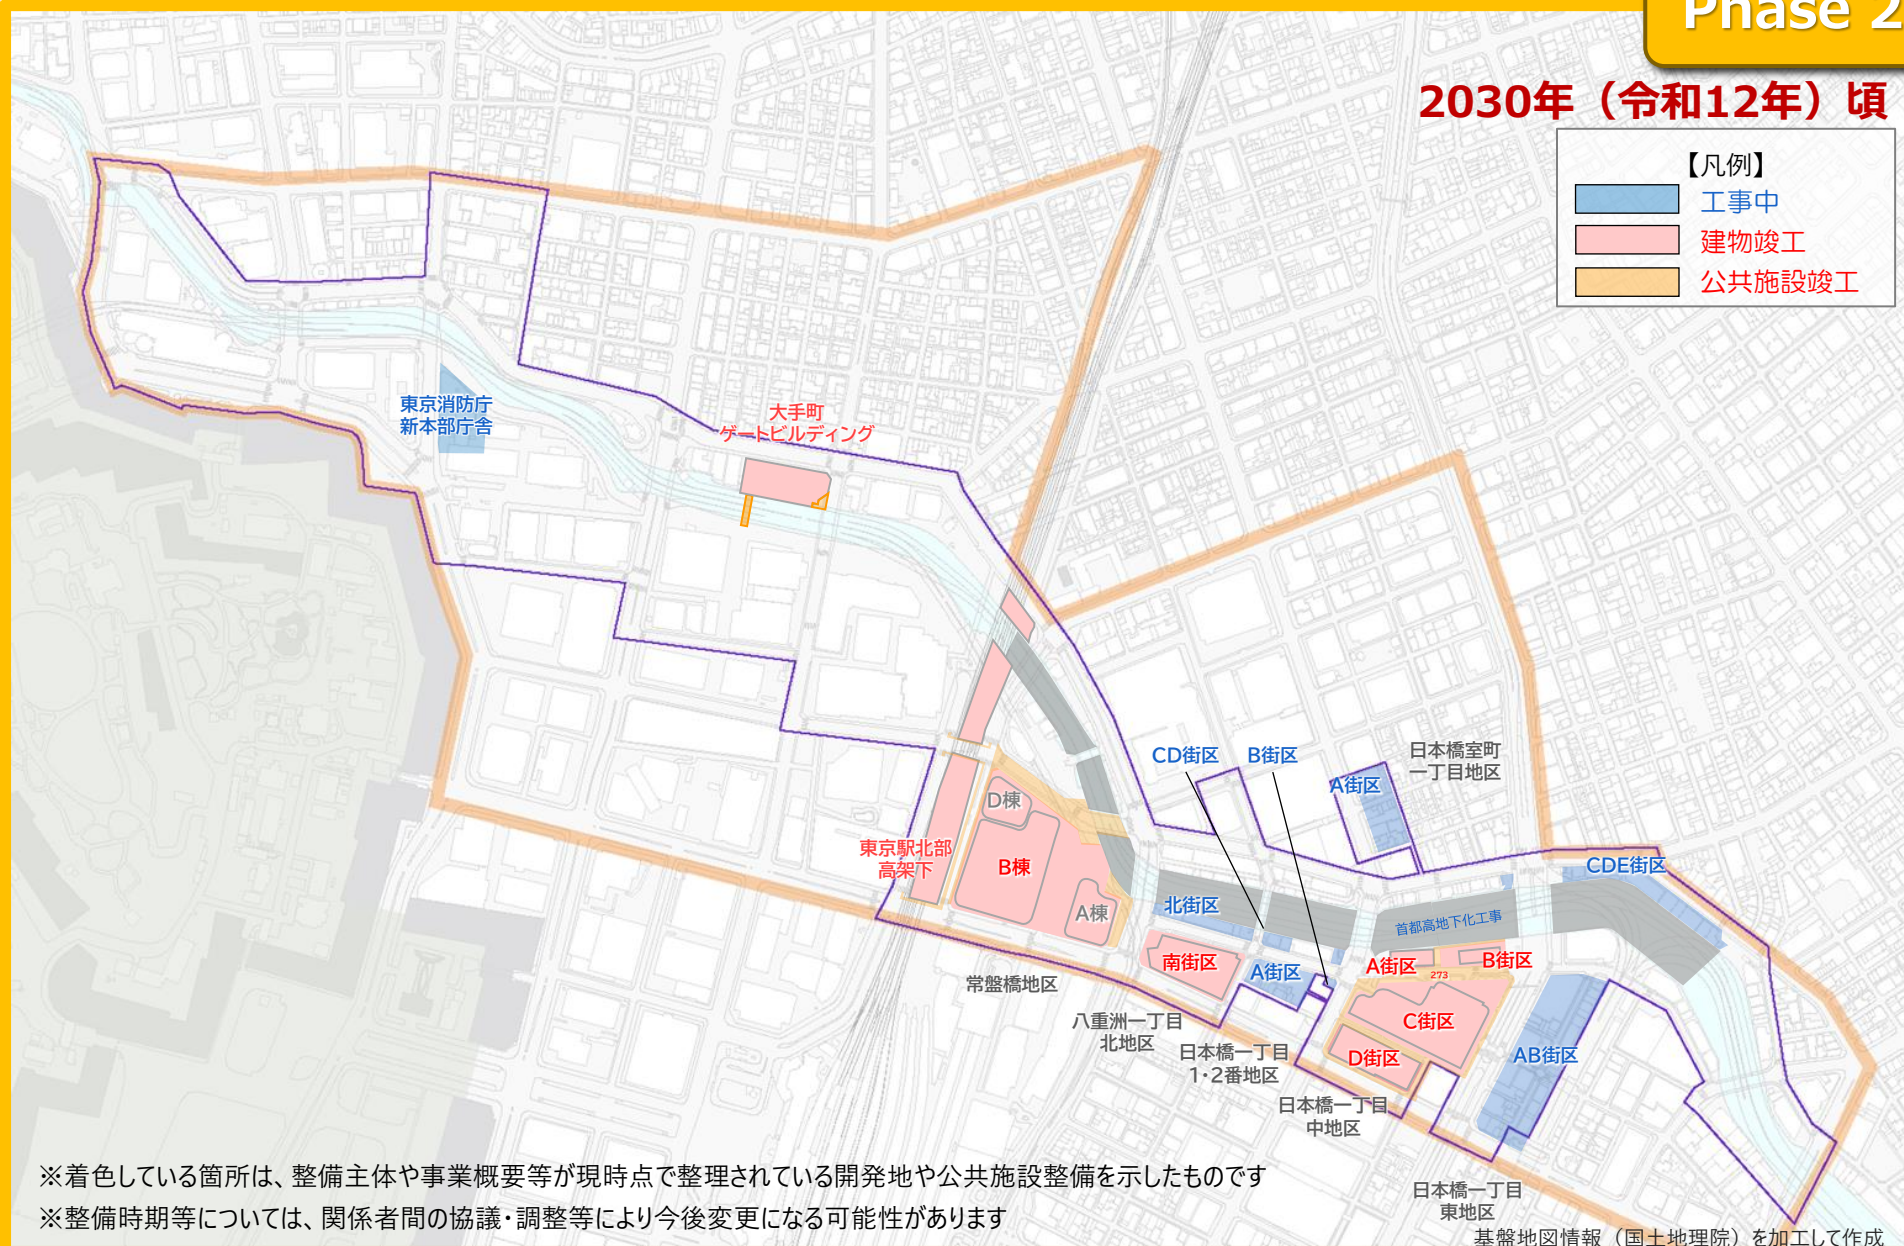 Phase 2
2030年（令和12年）頃
【凡例】
工事中
建物竣工
公共施設竣工
東京消防庁
新本部庁舎
大手町
ゲートビルディング
CD街区
B街区
A街区
日本橋室町
一丁目地区
D棟
東京駅北部
高架下
B棟
A棟
CDE街区
北街区
首都高地下化工事
南街区
A街区
A街区
B街区
273
常盤橋地区
C街区
八重洲一丁目
北地区
日本橋一丁目
1・2番地区
D街区
AB街区
日本橋一丁目
中地区
日本橋一丁目
東地区
※着色している箇所は、整備主体や事業概要等が現時点で整理されている開発地や公共施設整備を示したものです
※整備時期等については、関係者間の協議・調整等により今後変更になる可能性があります
基盤地図情報（国土地理院）を加工して作成